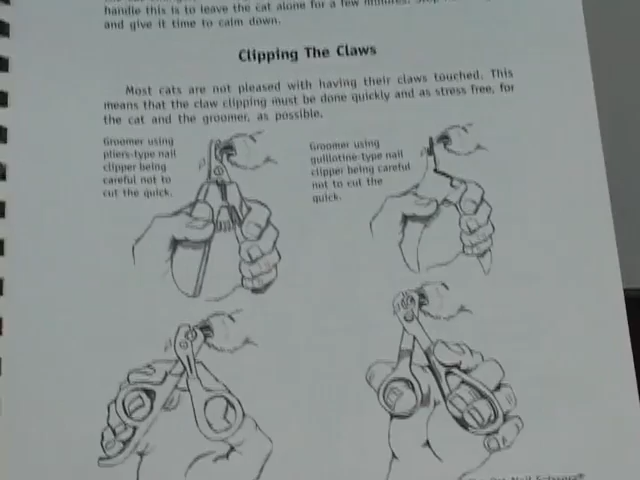 handle this is to leave the cat alone for a few minutes.
and give it time to calm down.
Clipping The Claws
Most cats are not pleased with having their claws touched. This
means that the claw clipping must be done quickly and as stress free, for
the cat and the groomer, as possible.
Groomer using
pliers-type nail
clipper being
careful not to
cut the quick.
Groomer using
guillotine-type nail
clipper being careful
not to cut the
quick.